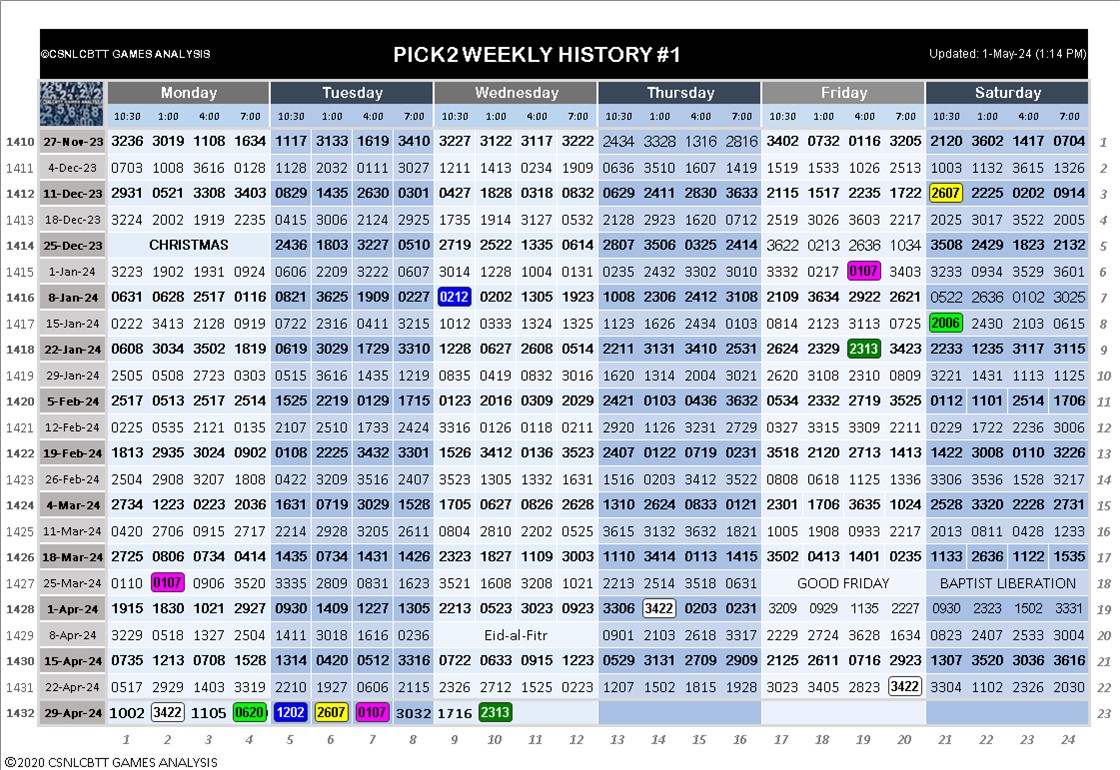 ©CSNLCBTT GAMES ANALYSIS PICK2 WEEKLY HISTORY #1 Updated: 1-May-24 (1:14 PM)
Monday Tuesday Wednesday Thursday Friday Saturday
10:30 1:00 4:00 7:00 10:30 1:00 4:00 7:00 10:30 1:00 4:00 7:00 10:30 1:00 4:00 7:00 10:30 1:00 4:00 7:00 10:30 1:00 4:00 7:00
1410 27-Nov-23 3236 3019 1108 1634 1117 3133 1619 3410 3227 3122 3117 3222 2434 3328 1316 2816 3402 0732 0116 3205 2120 3602 1417 0704 1
1411 4-Dec-23 0703 1008 3616 0128 1128 2032 0111 3027 1211 1413 0234 1909 0636 3510 1607 1419 1519 1533 1026 2513 1003 1132 3615 1326 2
1412 11-Dec-23 2931 0521 3308 3403 0829 1435 2630 0301 0427 1828 0318 0832 0629 2411 2830 3633 2115 1517 2235 1722 2607 2225 0202 0914 3
1413 18-Dec-23 3224 2002 1919 2235 0415 3006 2124 2925 1735 1914 3127 0532 2128 2923 1620 0712 2519 3026 3603 2217 2025 3017 3522 2005 4
1414 25-Dec-23 CHRISTMAS 2436 1803 3227 0510 2719 2522 1335 0614 2807 3506 0325 2414 3622 0213 2636 1034 3508 2429 1823 2132 5
1415 1-Jan-24 3223 1902 1931 0924 0606 2209 3222 0607 3014 1228 1004 0131 0235 2432 3302 3010 3332 0217 0107 3403 3233 0934 3529 3601 6
1416 8-Jan-24 0631 0628 2517 0116 0821 3625 1909 0227 0212 0202 1305 1923 1008 2306 2412 3108 2109 3634 2922 2621 0522 2636 0102 3025 7
1417 15-Jan-24 0222 3413 2128 0919 0722 2316 0411 3215 1012 0333 1324 1325 1123 1626 2434 0103 0814 2123 3113 0725 2006 2430 2103 0615 8
1418 22-Jan-24 0608 3034 3502 1819 0619 3029 1729 3310 1228 0627 2608 0514 2211 3131 3410 2531 2624 2329 2313 3423 2233 1235 3117 3115 9
1419 29-Jan-24 2505 0508 2723 0303 0515 3616 1435 1219 0835 0419 0832 3016 1620 1314 2004 3021 2620 3108 2310 0809 3221 1431 1113 1125 10
1420 5-Feb-24 2517 0513 2517 2514 1525 2219 0129 1715 0123 2016 0309 2029 2421 0103 0436 3632 0534 2332 2719 3525 0112 1101 2514 1706 11
1421 12-Feb-24 0225 0535 2121 0135 2107 2510 1733 2424 3316 0126 0118 0211 2920 1126 3231 2729 0327 3315 3309 2211 0229 1722 2236 3006 12
1422 19-Feb-24 1813 2935 3024 0902 0108 2225 3432 3301 1526 3412 0136 3523 2407 0122 0719 0231 3518 2120 2713 1413 1422 3008 0110 3226 13
1423 26-Feb-24 2504 2908 3207 1808 0422 3209 3516 2407 3523 1305 1332 1631 1516 0203 3412 3522 0808 0618 1125 1336 3306 3536 1528 3217 14
1424 4-Mar-24 2734 1223 0223 2036 1631 0719 3029 1528 1705 0627 0826 2628 1310 2624 0833 0121 2301 1706 3635 1024 2528 3320 2228 2731 15
1425 11-Mar-24 0420 2706 0915 2717 2214 2928 3205 2611 0804 2810 2202 0525 3615 3132 3632 1821 1005 1908 0933 2217 2013 0811 0428 1233 16
1426 18-Mar-24 2725 0806 0734 0414 1435 0734 1431 1426 2323 1827 1109 3003 1110 3414 0113 1415 3502 0413 1401 0235 1133 2636 1122 1535 17
1427 25-Mar-24 0110 0107 0906 3520 3335 2809 0831 1623 3521 1608 3208 1021 2213 2514 3518 0631 GOOD FRIDAY BAPTIST LIBERATION 18
1428 1-Apr-24 1915 1830 1021 2927 0930 1409 1227 1305 2213 0523 3023 0923 3306 3422 0203 0231 3209 0929 1135 2227 0930 2323 1502 3331 19
1429 8-Apr-24 3229 0518 1327 2504 1411 3018 1616 0236 Eid-al-Fitr 0901 2103 2618 3317 2229 2724 3628 1634 0823 2407 2533 3004 20
1430 15-Apr-24 0735 1213 0708 1528 1314 0420 0512 3316 0722 0633 0915 1223 0529 3131 2709 2909 2125 2611 0716 2923 1307 3520 3036 3616 21
1431 22-Apr-24 0517 2929 1403 3319 2210 1927 0606 2115 2326 2712 1525 0223 1207 1502 1815 1928 3023 3405 2823 3422 3304 1102 2326 2030 22
1432 29-Apr-24 1002 3422 1105 0620 1202 2607 0107 3032 1716 2313 23
1 2 3 4 5 6 7 8 9 10 11 12 13 14 15 16 17 18 19 20 21 22 23 24
©2020 CSNLCBTT GAMES ANALYSIS